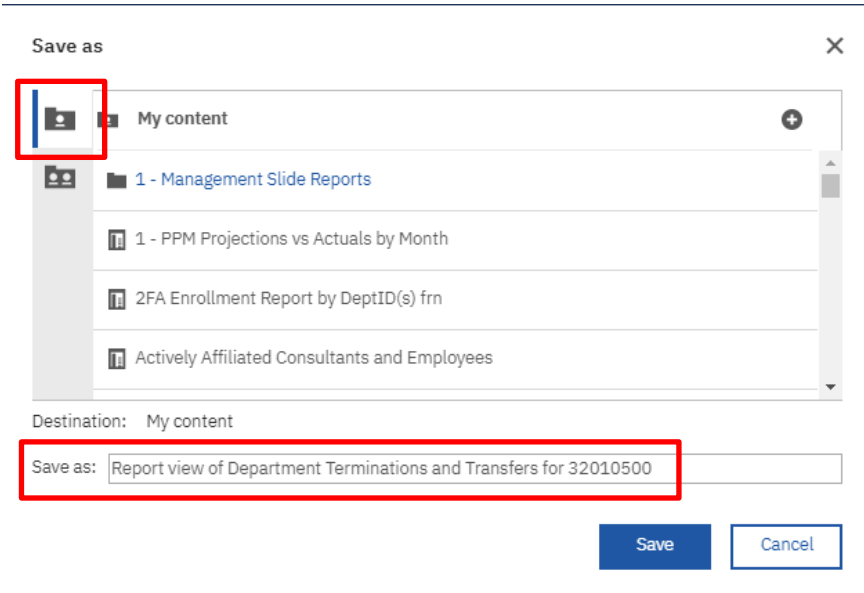 Save as
My content
1 - Management Slide Reports
1 - PPM Projections vs Actuals by Month
2FA Enrollment Report by DeptID(s) frn
Actively Affiliated Consultants and Employees
Destination: My content
Save as: Report view of Department Terminations and Transfers for 32010500
Save Cancel